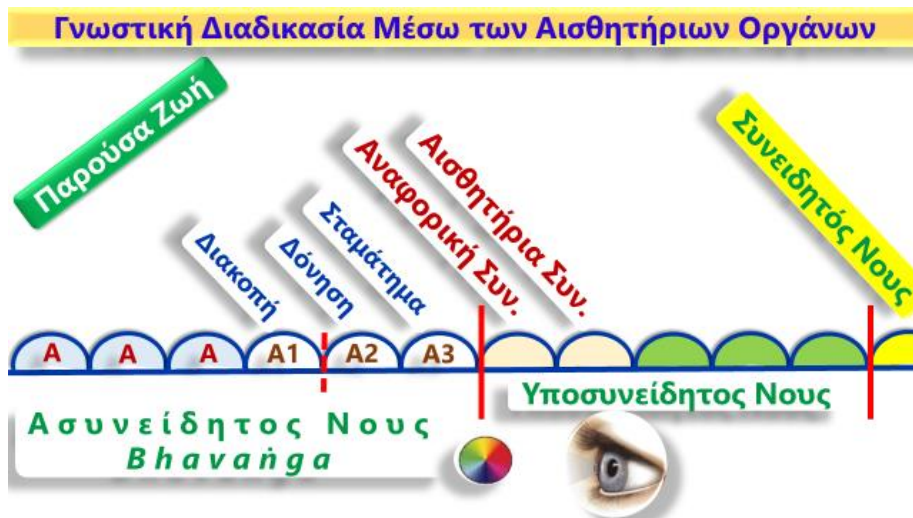 Γνωστική Διαδικασία Μέσω των Αισθητήριων Οργάνων
Παρούσα Ζωή
Διακοπή
Δόνηση
Σταμάτημα
Αναφορική Συν.
Αισθητήρια Συν.
Συνειδητός Νους
A A A A1 A2 A3
Υποσυνείδητος Νους
Ασυνείδητος Νους
Bhavaṅga